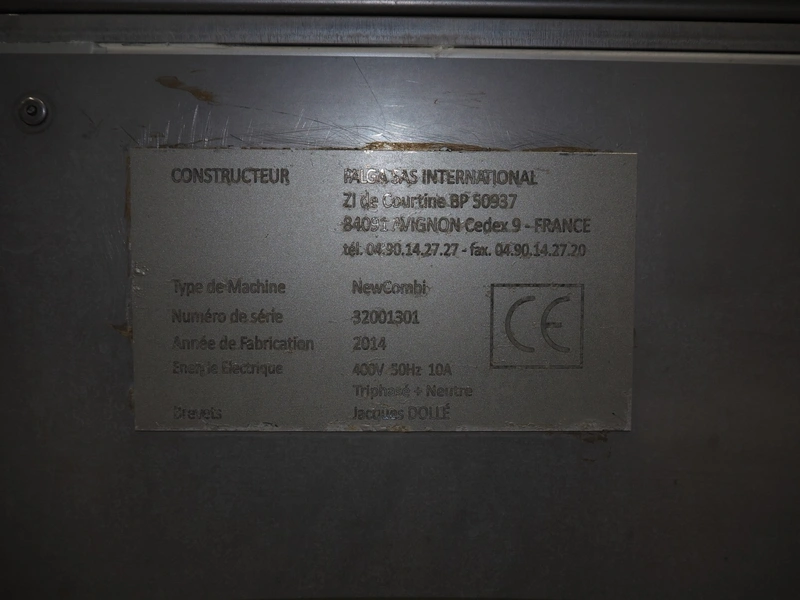 CONSTRUCTEUR FALGA SAS INTERNATIONAL
ZI de Courtine BP 50937
84091 AVIGNON Cedex 9 - FRANCE
tél. 04.90.14.27.27 - fax. 04.90.14.27.20
Type de Machine NewCombi
Numéro de série 32001301
Année de Fabrication 2014
Energie Electrique 400V 50Hz 10A
Triphasé + Neutre
Brevets Jacques DOLLÉ
CE